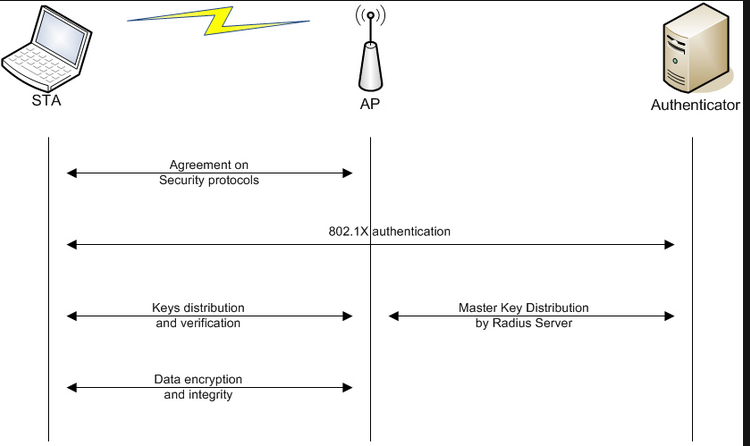 STA
AP
Authenticator
Agreement on
Security protocols
802.1X authentication
Keys distribution
and verification
Master Key Distribution
by Radius Server
Data encryption
and integrity